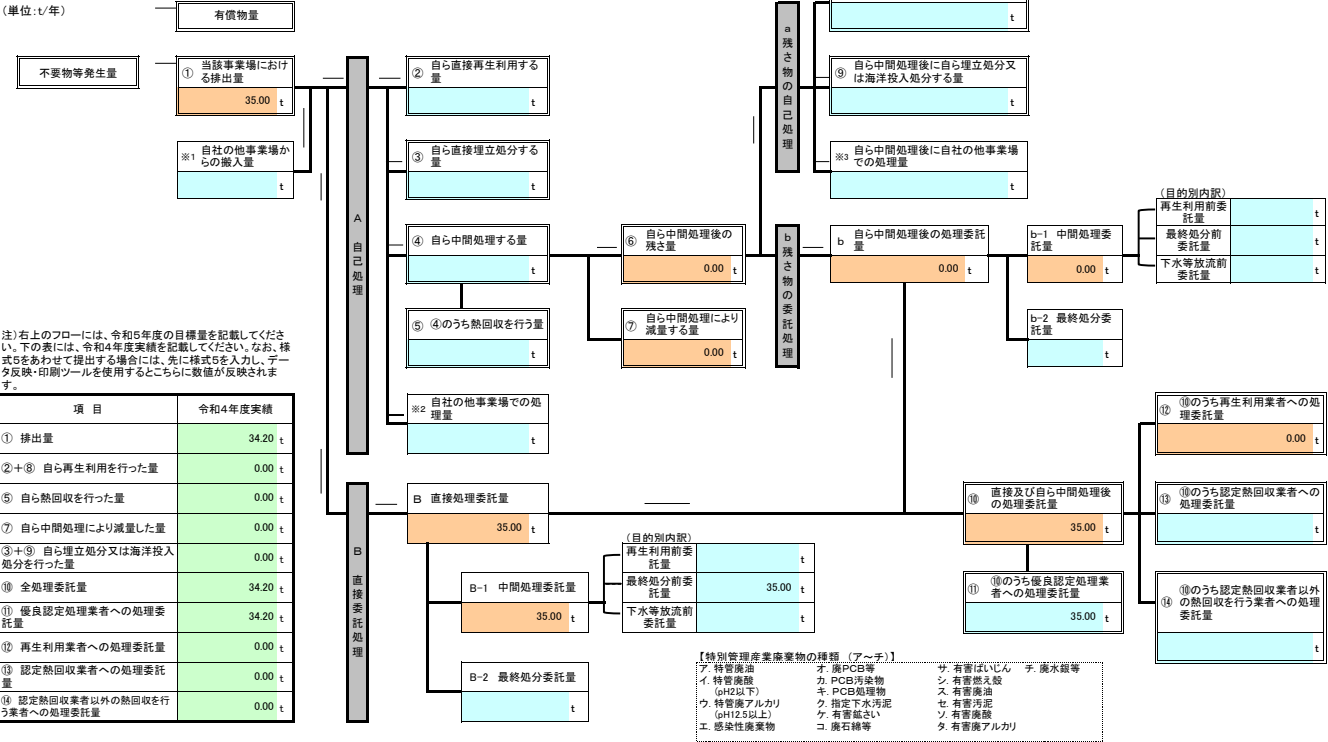 (単位:t/年)
有償物量
t
不要物等発生量
① 当該事業場におけ
る排出量
35.00 t
※1 自社の他事業場か
らの搬入量
t
A
自
己
処
理
② 自ら直接再生利用する
量
t
③ 自ら直接埋立処分する
量
t
④ 自ら中間処理する量
t
⑤ ④のうち熱回収を行う量
t
※2 自社の他事業場での処
理量
t
⑥ 自ら中間処理後の
残さ量
0.00 t
⑦ 自ら中間処理により
減量する量
0.00 t
a
残
さ
物
の
自
己
処
理
⑨ 自ら中間処理後に自ら埋立処分又
は海洋投入処分する量
t
※3 自ら中間処理後に自社の他事業場
での処理量
t
b
残
さ
物
の
委
託
処
理
b 自ら中間処理後の処理委託
量
0.00 t
b-1 中間処理委
託量
0.00 t
(目的別内訳)
再生利用前委
託量
t
最終処分前
委託量
t
下水等放流前
委託量
t
b-2 最終処分委
託量
t
注)右上のフローには、令和5年度の目標量を記載してくださ
い。下の表には、令和4年度実績を記載してください。なお、様
式5をあわせて提出する場合には、先に様式5を入力し、デー
タ反映・印刷ツールを使用するとこちらに数値が反映されま
す。
項 目 令和4年度実績
① 排出量 34.20 t
②+⑧ 自ら再生利用を行った量 0.00 t
⑤ 自ら熱回収を行った量 0.00 t
⑦ 自ら中間処理により減量した量 0.00 t
③+⑨ 自ら埋立処分又は海洋投入
処分を行った量 0.00 t
⑩ 全処理委託量 34.20 t
⑪ 優良認定処理業者への処理委
託量 34.20 t
⑫ 再生利用業者への処理委託量 0.00 t
⑬ 認定熱回収業者への処理委託
量 0.00 t
⑭ 認定熱回収業者以外の熱回収を行
う業者への処理委託量 0.00 t
B
直
接
委
託
処
理
B 直接処理委託量
35.00 t
B-1 中間処理委託量
35.00 t
(目的別内訳)
再生利用前委
託量
t
最終処分前委
託量
35.00 t
下水等放流前
委託量
t
B-2 最終処分委託量
t
⑩ 直接及び自ら中間処理後
の処理委託量
35.00 t
⑪ ⑩のうち優良認定処理業
者への処理委託量
35.00 t
⑫ ⑩のうち再生利用業者への処
理委託量
0.00 t
⑬ ⑩のうち認定熱回収業者への
処理委託量
t
⑭ ⑩のうち認定熱回収業者以外
の熱回収を行う業者への処理
委託量
t
【特別管理産業廃棄物の種類 (ア~チ)】
ア. 特管廃油 オ. 廃PCB等 サ. 有害ばいじん チ. 廃水銀等
イ. 特管廃酸 カ. PCB汚染物 シ. 有害燃え殻
(pH2以下) キ. PCB処理物 ス. 有害廃油
ウ. 特管廃アルカリ ク. 指定下水汚泥 セ. 有害汚泥
(pH12.5以上) ケ. 有害鉱さい ソ. 有害廃酸
エ. 感染性廃棄物 コ. 廃石綿等 タ. 有害廃アルカリ